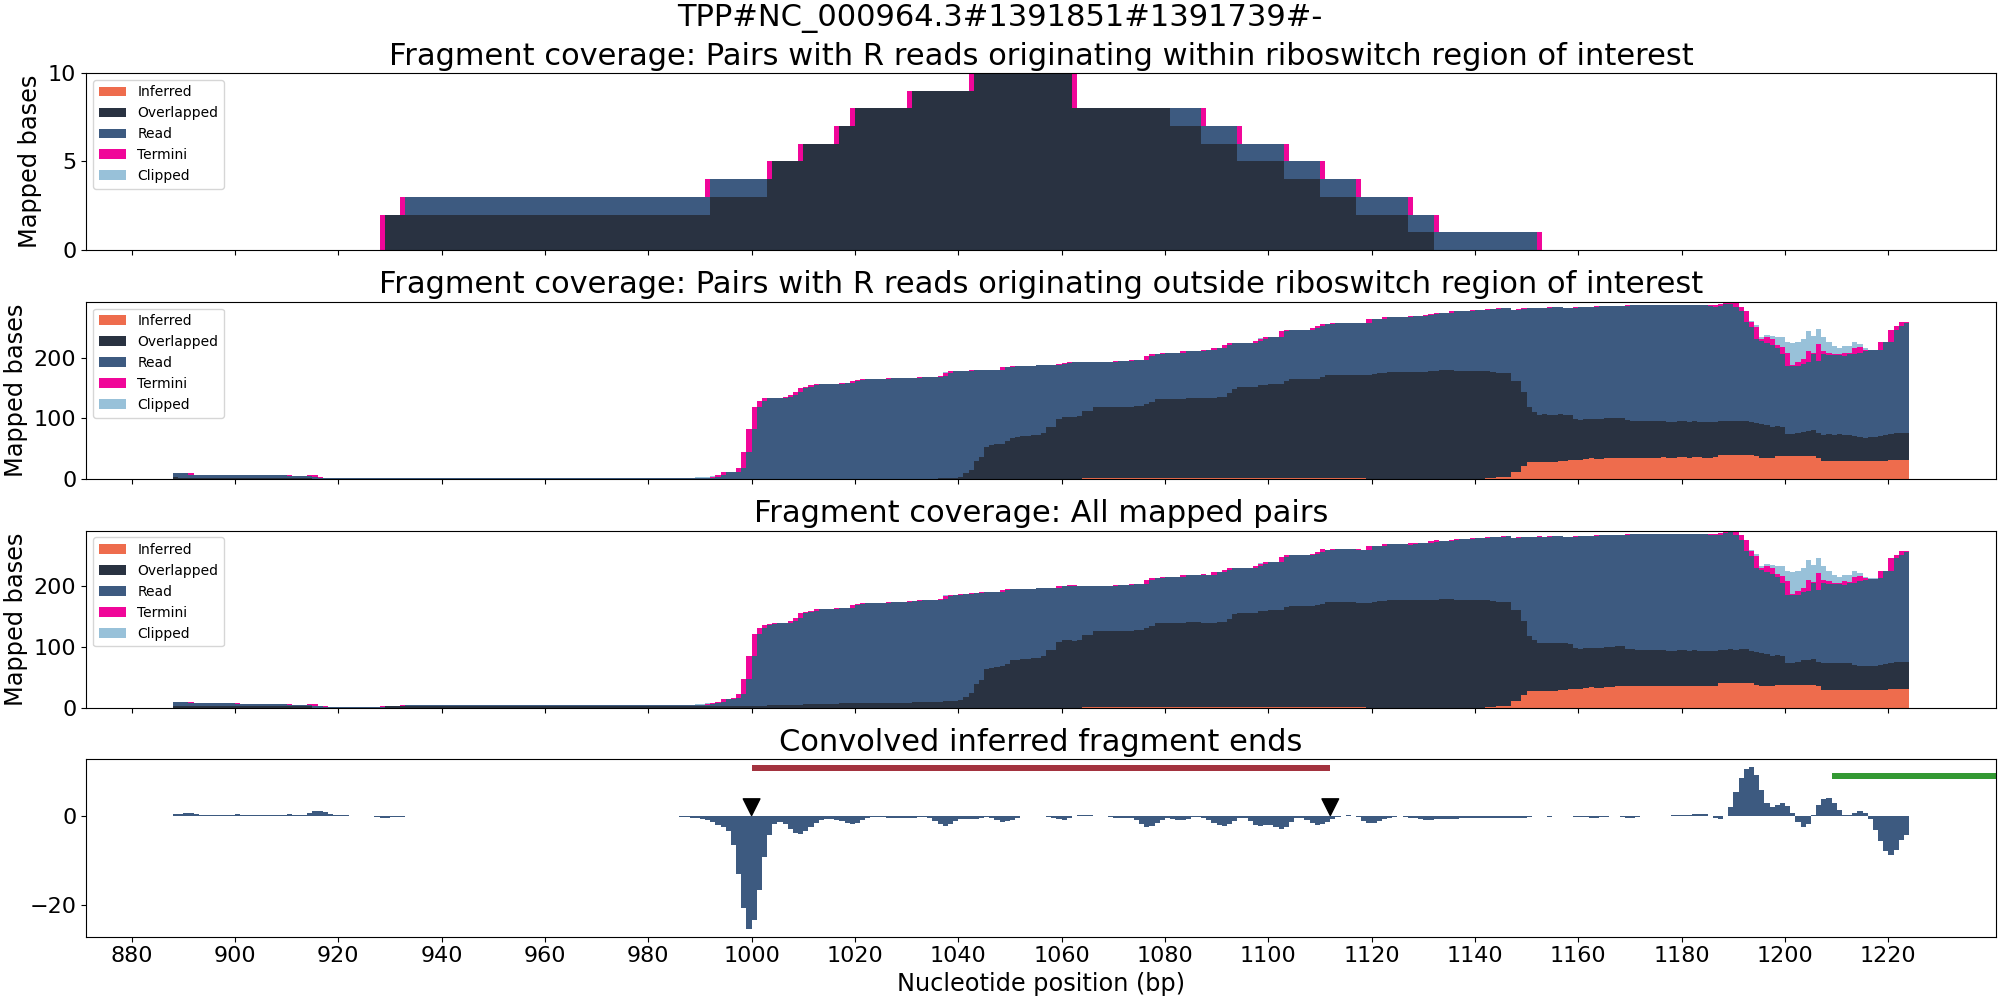 TPP#NC_000964.3#1391851#1391739#-
Fragment coverage: Pairs with R reads originating within riboswitch region of interest
Mapped bases
10
5
0
Inferred
Overlapped
Read
Termini
Clipped
Fragment coverage: Pairs with R reads originating outside riboswitch region of interest
Mapped bases
200
100
0
Inferred
Overlapped
Read
Termini
Clipped
Fragment coverage: All mapped pairs
Mapped bases
200
100
0
Inferred
Overlapped
Read
Termini
Clipped
Convolved inferred fragment ends
0
−20
880 900 920 940 960 980 1000 1020 1040 1060 1080 1100 1120 1140 1160 1180 1200 1220
Nucleotide position (bp)